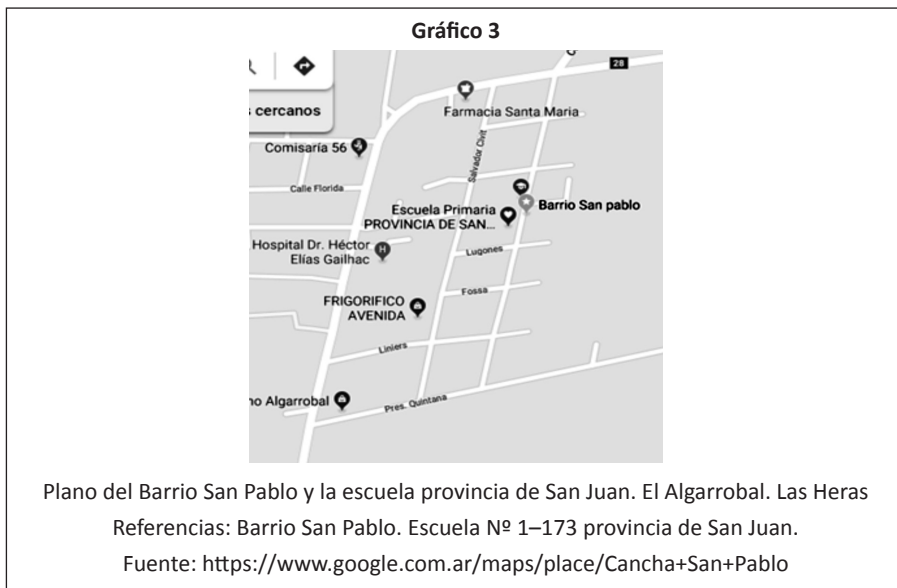 Gráfico 3
28
s cercanos
Farmacia Santa Maria
Comisaría 56
Salvador Civit
Calle Florida
Escuela Primaria
PROVINCIA DE SAN...
Barrio San pablo
Hospital Dr. Héctor
Elías Gailhac
H
Lugones
FRIGORIFICO
AVENIDA
Fossa
Liniers
no Algarrobal
Pres. Quintana
Plano del Barrio San Pablo y la escuela provincia de San Juan. El Algarrobal. Las Heras
Referencias: Barrio San Pablo. Escuela Nº 1–173 provincia de San Juan.
Fuente: https://www.google.com.ar/maps/place/Cancha+San+Pablo